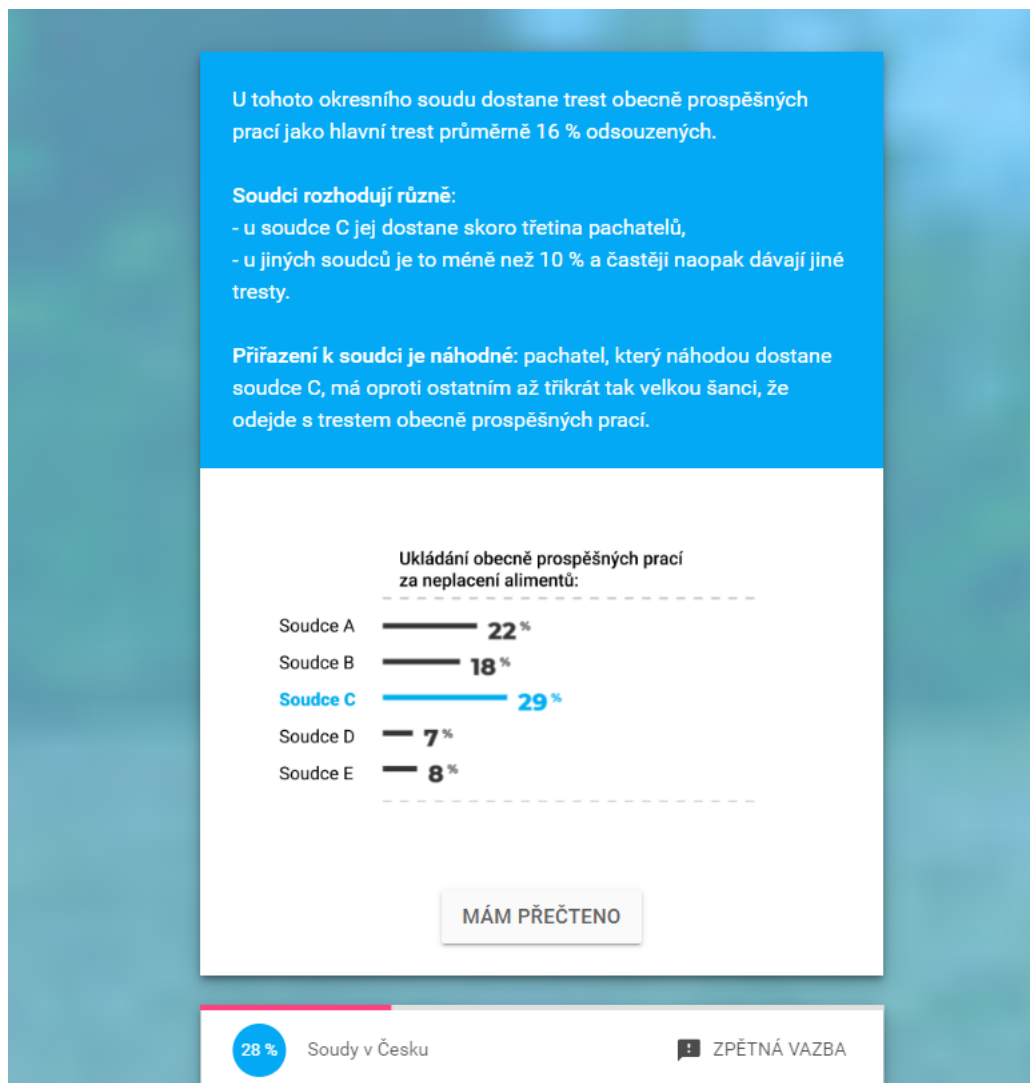 U tohoto okresního soudu dostane trest obecně prospěšných
prací jako hlavní trest průměrně 16 % odsouzených.
Soudci rozhodují různě:
- u soudce C jej dostane skoro třetina pachatelů,
- u jiných soudců je to méně než 10 % a častěji naopak dávají jiné
tresty.
Přiřazení k soudci je náhodné: pachatel, který náhodou dostane
soudce C, má oproti ostatním až třikrát tak velkou šanci, že
odejde s trestem obecně prospěšných prací.
Ukládání obecně prospěšných prací
za neplacení alimentů:
Soudce A 22 %
Soudce B 18 %
Soudce C 29 %
Soudce D 7 %
Soudce E 8 %
MÁM PŘEČTENO
28 % Soudy v Česku ZPĚTNÁ VAZBA